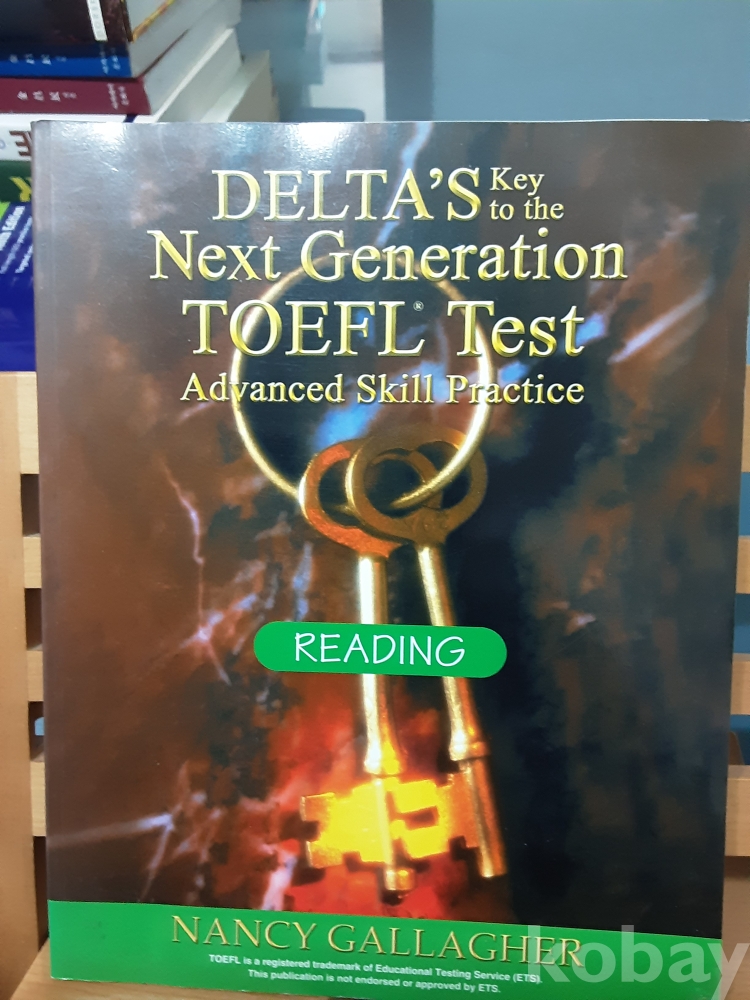 DELTA'S Key to the
Next Generation
TOEFL® Test
Advanced Skill Practice
READING
NANCY GALLAGHER
TOEFL is a registered trademark of Educational Testing Service (ETS).
This publication is not endorsed or approved by ETS.
kobay